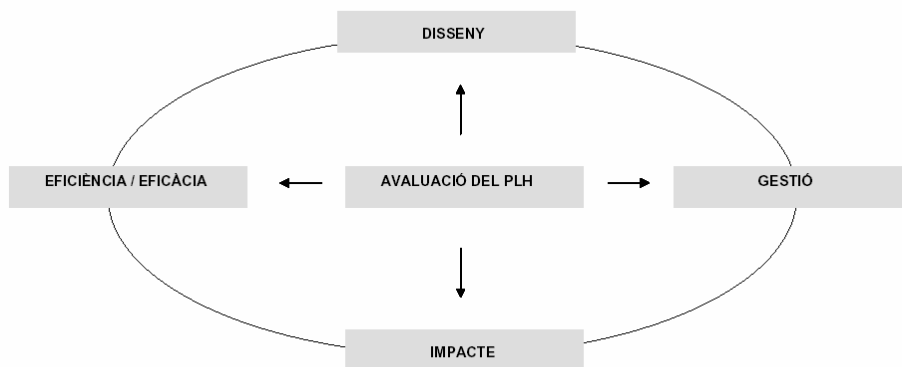 DISSENY
EFICIÈNCIA / EFICÀCIA
AVALUACIÓ DEL PLH
GESTIÓ
IMPACTE